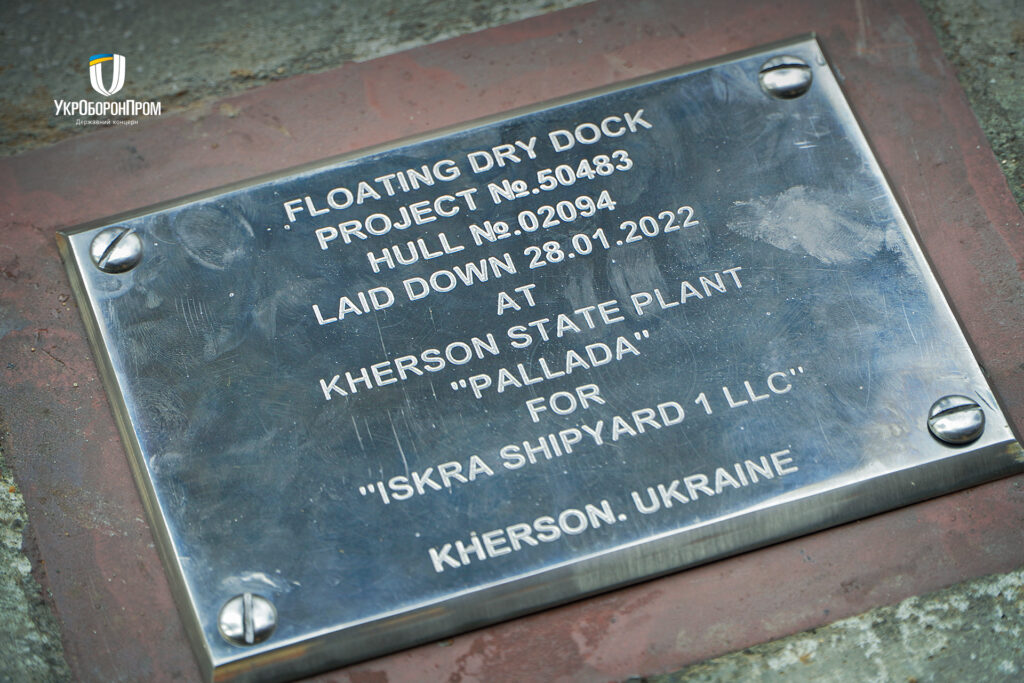 УкрОборонПром
Державний концерн
FLOATING DRY DOCK
PROJECT №.50483
HULL №.02094
LAID DOWN 28.01.2022
AT
KHERSON STATE PLANT
"PALLADA"
FOR
"ISKRA SHIPYARD 1 LLC"
KHERSON. UKRAINE